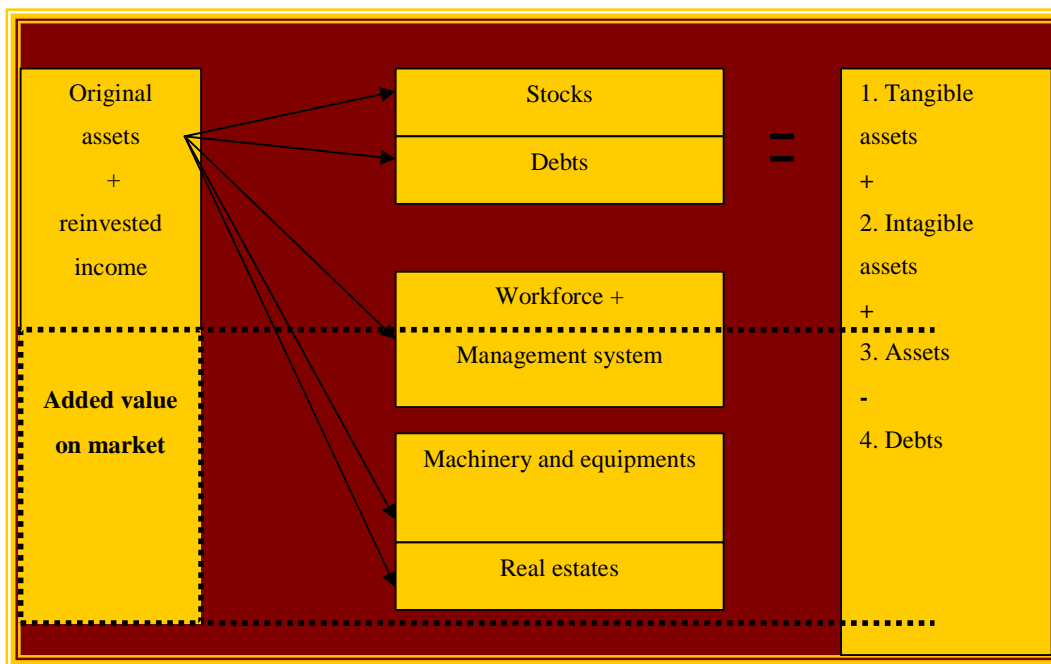 Original
assets
+
reinvested
income
Added value
on market
Stocks
Debts
Workforce +
Management system
Machinery and equipments
Real estates
=
1. Tangible
assets
+
2. Intagible
assets
+
3. Assets
-
4. Debts